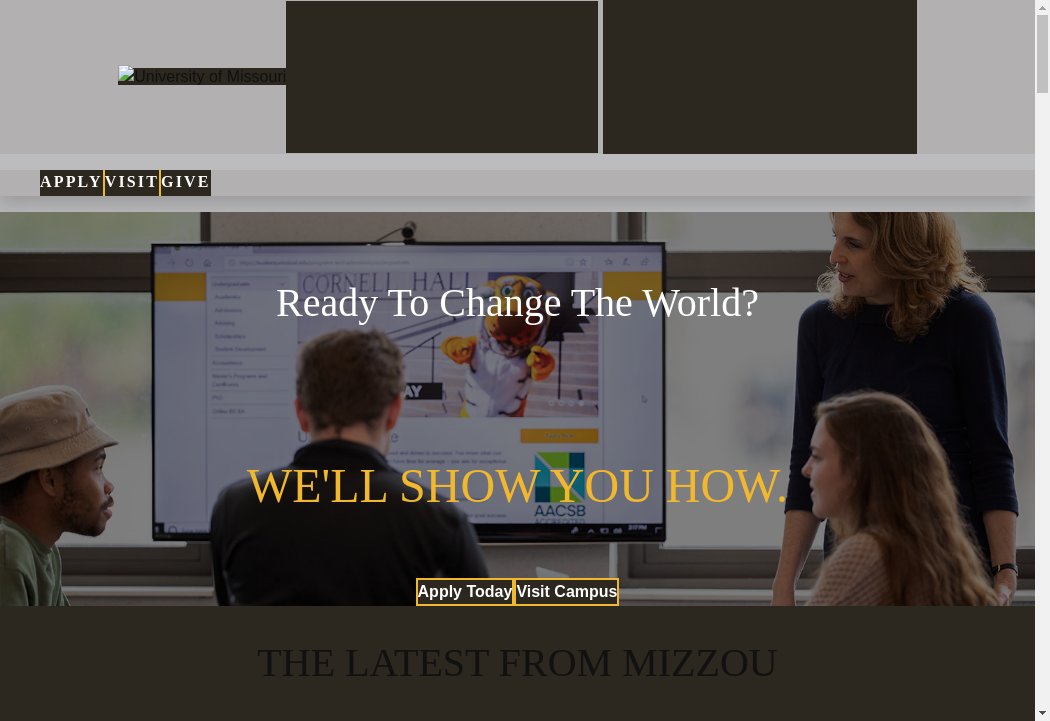 University of Missouri
APPLY VISIT GIVE
CORNELL HALL
Ready To Change The World?
WE'LL SHOW YOU HOW.
AACSB
ACCREDITED
Apply Today Visit Campus
THE LATEST FROM MIZZOU